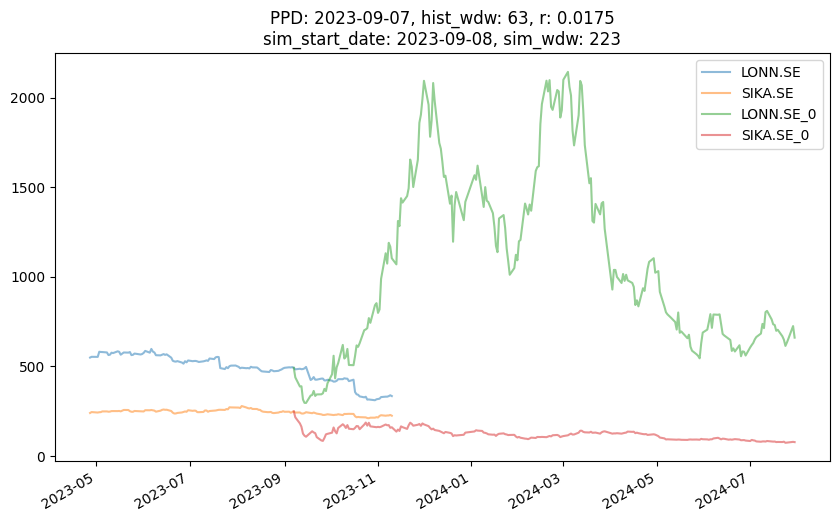 PPD: 2023-09-07, hist_wdw: 63, r: 0.0175
sim_start_date: 2023-09-08, sim_wdw: 223
LONN.SE
SIKA.SE
LONN.SE_0
SIKA.SE_0
2000
1500
1000
500
0
2023-05
2023-07
2023-09
2023-11
2024-01
2024-03
2024-05
2024-07